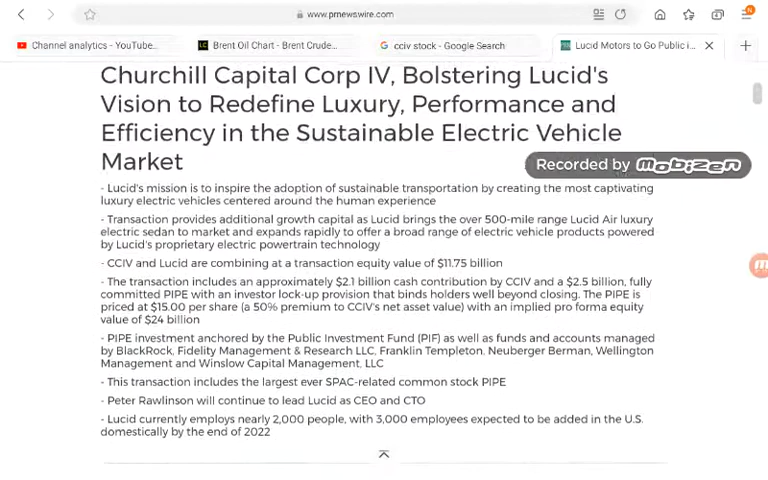 www.prnewswire.com
Channel analytics - YouTube...
Brent Oil Chart - Brent Crude...
cciv stock - Google Search
Lucid Motors to Go Public i...
Churchill Capital Corp IV, Bolstering Lucid's
Vision to Redefine Luxury, Performance and
Efficiency in the Sustainable Electric Vehicle
Market
Recorded by mobizen
- Lucid's mission is to inspire the adoption of sustainable transportation by creating the most captivating
luxury electric vehicles centered around the human experience
- Transaction provides additional growth capital as Lucid brings the over 500-mile range Lucid Air luxury
electric sedan to market and expands rapidly to offer a broad range of electric vehicle products powered
by Lucid's proprietary electric powertrain technology
- CCIV and Lucid are combining at a transaction equity value of $11.75 billion
- The transaction includes an approximately $2.1 billion cash contribution by CCIV and a $2.5 billion, fully
committed PIPE with an investor lock-up provision that binds holders well beyond closing. The PIPE is
priced at $15.00 per share (a 50% premium to CCIV's net asset value) with an implied pro forma equity
value of $24 billion
- PIPE investment anchored by the Public Investment Fund (PIF) as well as funds and accounts managed
by BlackRock, Fidelity Management & Research LLC, Franklin Templeton, Neuberger Berman, Wellington
Management and Winslow Capital Management, LLC
- This transaction includes the largest ever SPAC-related common stock PIPE
- Peter Rawlinson will continue to lead Lucid as CEO and CTO
- Lucid currently employs nearly 2,000 people, with 3,000 employees expected to be added in the U.S.
domestically by the end of 2022